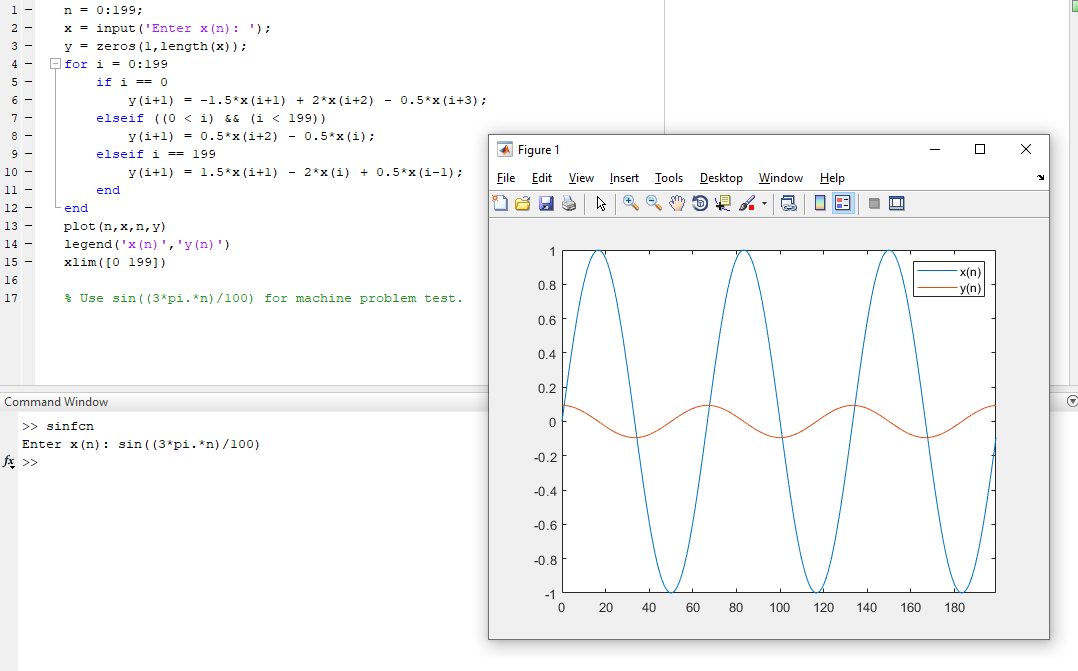 1 – n = 0:199;
2 – x = input('Enter x(n): ');
3 – y = zeros(1,length(x));
4 – for i = 0:199
5 – if i == 0
6 – y(i+1) = -1.5*x(i+1) + 2*x(i+2) - 0.5*x(i+3);
7 – elseif ((0 < i) && (i < 199))
8 – y(i+1) = 0.5*x(i+2) - 0.5*x(i);
9 – elseif i == 199
10 – y(i+1) = 1.5*x(i+1) - 2*x(i) + 0.5*x(i-1);
11 – end
12 – end
13 – plot(n,x,n,y)
14 – legend('x(n)','y(n)')
15 – xlim([0 199])
16
17 % Use sin((3*pi.*n)/100) for machine problem test.
Command Window
>> sinfcn
Enter x(n): sin((3*pi.*n)/100)
fx >>
Figure 1
File Edit View Insert Tools Desktop Window Help
x(n)
y(n)
1
0.8
0.6
0.4
0.2
0
-0.2
-0.4
-0.6
-0.8
-1
0 20 40 60 80 100 120 140 160 180